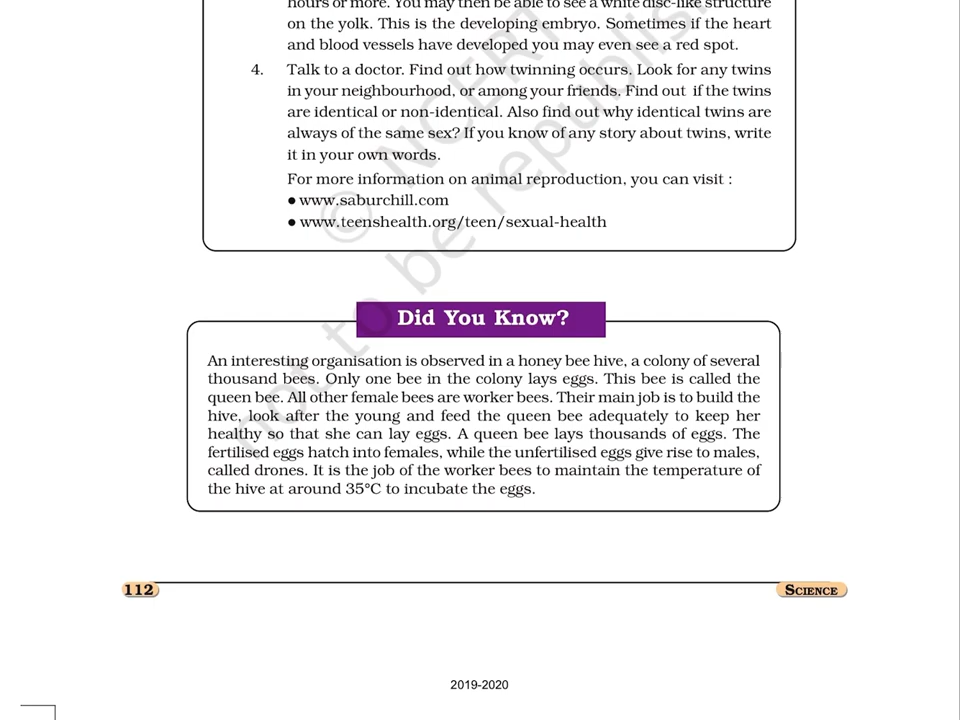 hours or more. You may then be able to see a white disc-like structure
on the yolk. This is the developing embryo. Sometimes if the heart
and blood vessels have developed you may even see a red spot.
4. Talk to a doctor. Find out how twinning occurs. Look for any twins
in your neighbourhood, or among your friends. Find out if the twins
are identical or non-identical. Also find out why identical twins are
always of the same sex? If you know of any story about twins, write
it in your own words.
For more information on animal reproduction, you can visit :
● www.saburchill.com
● www.teenshealth.org/teen/sexual-health
© NCERT
not to be republish
Did You Know?
An interesting organisation is observed in a honey bee hive, a colony of several
thousand bees. Only one bee in the colony lays eggs. This bee is called the
queen bee. All other female bees are worker bees. Their main job is to build the
hive, look after the young and feed the queen bee adequately to keep her
healthy so that she can lay eggs. A queen bee lays thousands of eggs. The
fertilised eggs hatch into females, while the unfertilised eggs give rise to males,
called drones. It is the job of the worker bees to maintain the temperature of
the hive at around 35°C to incubate the eggs.
112
SCIENCE
2019-2020